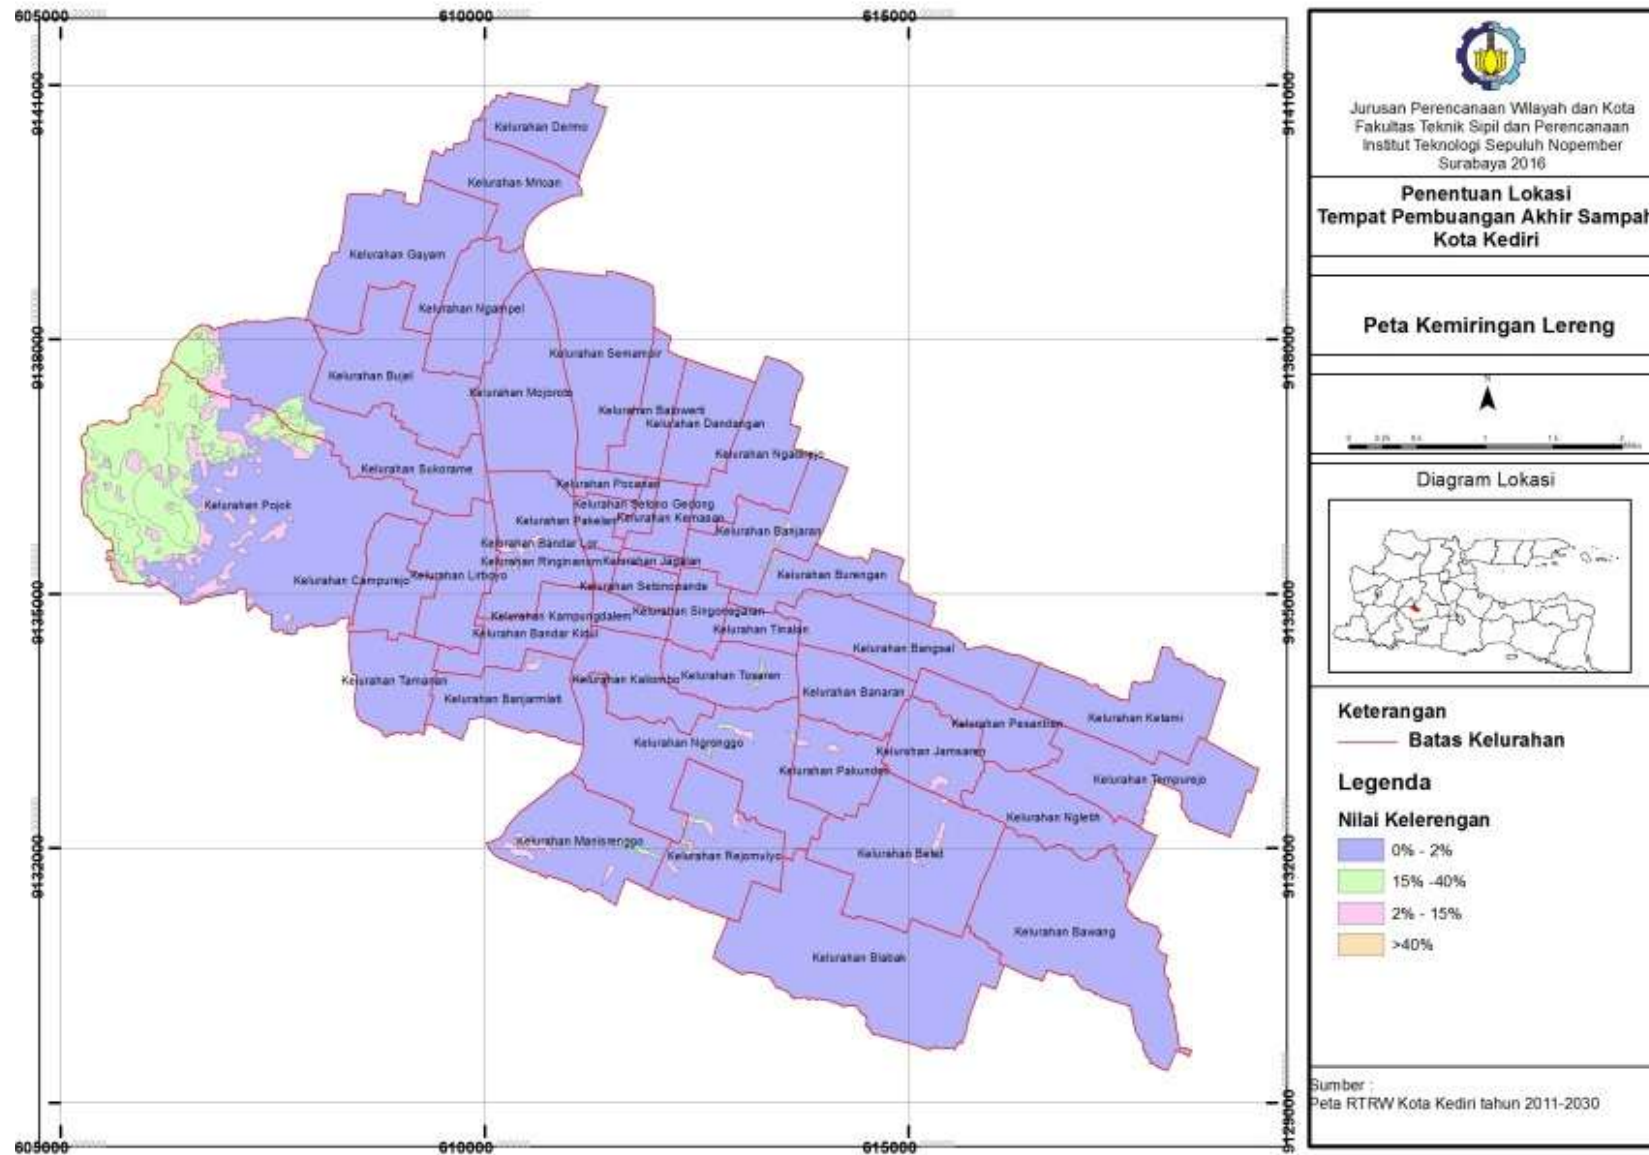 605000
610000
615000
9141000
9141000
Kelurahan Dermo
Kelurahan Mrican
Kelurahan Gayam
Kelurahan Ngampel
9138000
9138000
Kelurahan Semampir
Kelurahan Bujel
Kelurahan Mojoroto
Kelurahan Balowerti
Kelurahan Dandangan
Kelurahan Ngadirejo
Kelurahan Sukorame
Kelurahan Pocanan
Kelurahan Pojok
Kelurahan Setono Gedong
Kelurahan Pakelan
Kelurahan Kemasan
Kelurahan Banjaran
Kelurahan Bandar Lor
Kelurahan Ringinanom
Kelurahan Jagalan
Kelurahan Campurejo
Kelurahan Lirboyo
Kelurahan Burengan
Kelurahan Setonopande
9135000
9135000
Kelurahan Kampungdalem
Kelurahan Singonegaran
Kelurahan Bandar Kidul
Kelurahan Tinalan
Kelurahan Bangsal
Kelurahan Tamanan
Kelurahan Kaliombo
Kelurahan Tosaren
Kelurahan Banjarmlati
Kelurahan Banaran
Kelurahan Pesantren
Kelurahan Ketami
Kelurahan Ngronggo
Kelurahan Jamsaren
Kelurahan Pakunden
Kelurahan Tempurejo
Kelurahan Ngletih
Kelurahan Manisrenggo
Kelurahan Rejomulyo
Kelurahan Betet
9132000
9132000
Kelurahan Bawang
Kelurahan Blabak
9129000
605000
610000
615000
Jurusan Perencanaan Wilayah dan Kota
Fakultas Teknik Sipil dan Perencanaan
Institut Teknologi Sepuluh Nopember
Surabaya 2016
Penentuan Lokasi
Tempat Pembuangan Akhir Sampah
Kota Kediri
Peta Kemiringan Lereng
N
Diagram Lokasi
Keterangan
Batas Kelurahan
Legenda
Nilai Kelerengan
0% - 2%
15% -40%
2% - 15%
>40%
Sumber :
Peta RTRW Kota Kediri tahun 2011-2030